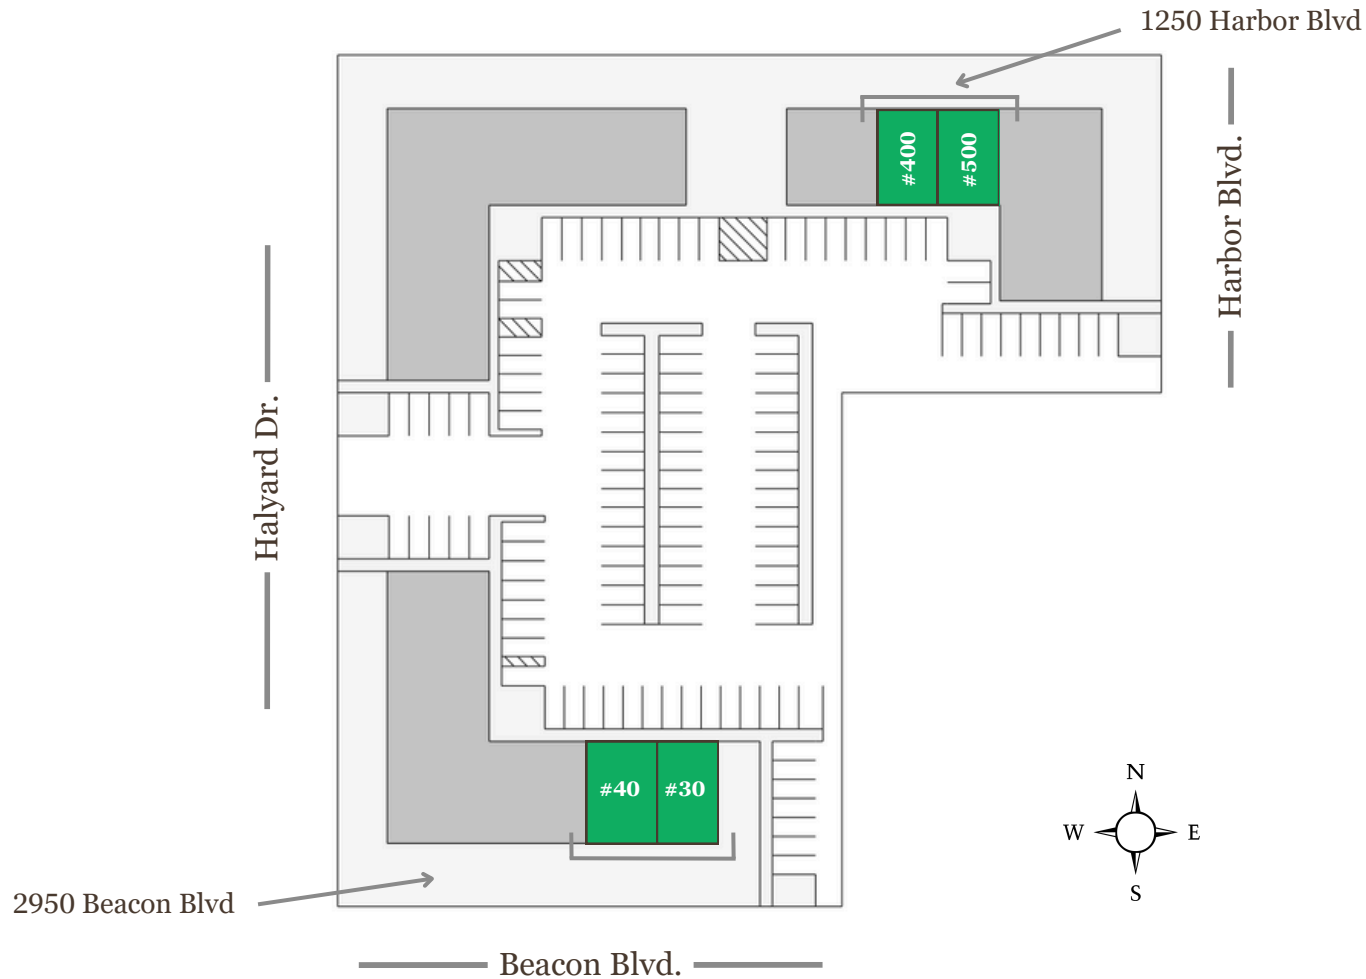 1250 Harbor Blvd
#400
#500
Harbor Blvd.
Halyard Dr.
#40
#30
N
W
E
S
2950 Beacon Blvd
Beacon Blvd.